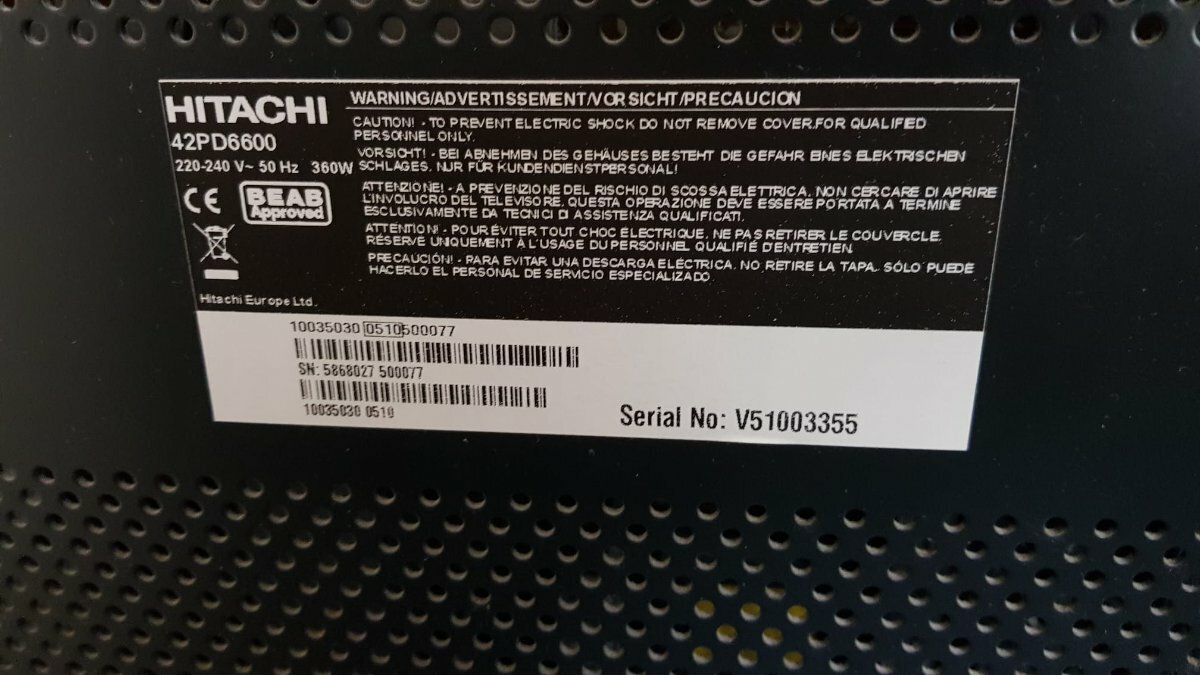 HITACHI
42PD6600
220-240 V~ 50 Hz 360W
BEAB
Approved
Hitachi Europe Ltd.
WARNING/ADVERTISSEMENT/VORSICHT/PRECAUCION
CAUTION! - TO PREVENT ELECTRIC SHOCK DO NOT REMOVE COVER.FOR QUALIFIED
PERSONNEL ONLY.
VORSICHT! - BEI ABNEHMEN DES GEHÄUSES BESTEHT DIE GEFAHR EINES ELEKTRISCHEN
SCHLAGES. NUR FÜR KUNDENDIENSTPERSONAL!
ATTENZIONE! - A PREVENZIONE DEL RISCHIO DI SCOSSA ELETTRICA, NON CERCARE DI APRIRE
L'INVOLUCRO DEL TELEVISORE. QUESTA OPERAZIONE DEVE ESSERE PORTATA A TERMINE
ESCLUSIVAMENTE DA TECNICI DI ASSISTENZA QUALIFICATI.
ATTENTION! - POUR ÉVITER TOUT CHOC ÉLECTRIQUE, NE PAS RETIRER LE COUVERCLE.
RÉSERVE UNIQUEMENT À L'USAGE DU PERSONNEL QUALIFIÉ D'ENTRETIEN.
PRECAUCIÓN! - PARA EVITAR UNA DESCARGA ELÉCTRICA. NO RETIRE LA TAPA. SÓLO PUEDE
HACERLO EL PERSONAL DE SERVICIO ESPECIALIZADO.
10035030 0510500077
SN: 5868027 500077
10035030 0510
Serial No: V51003355